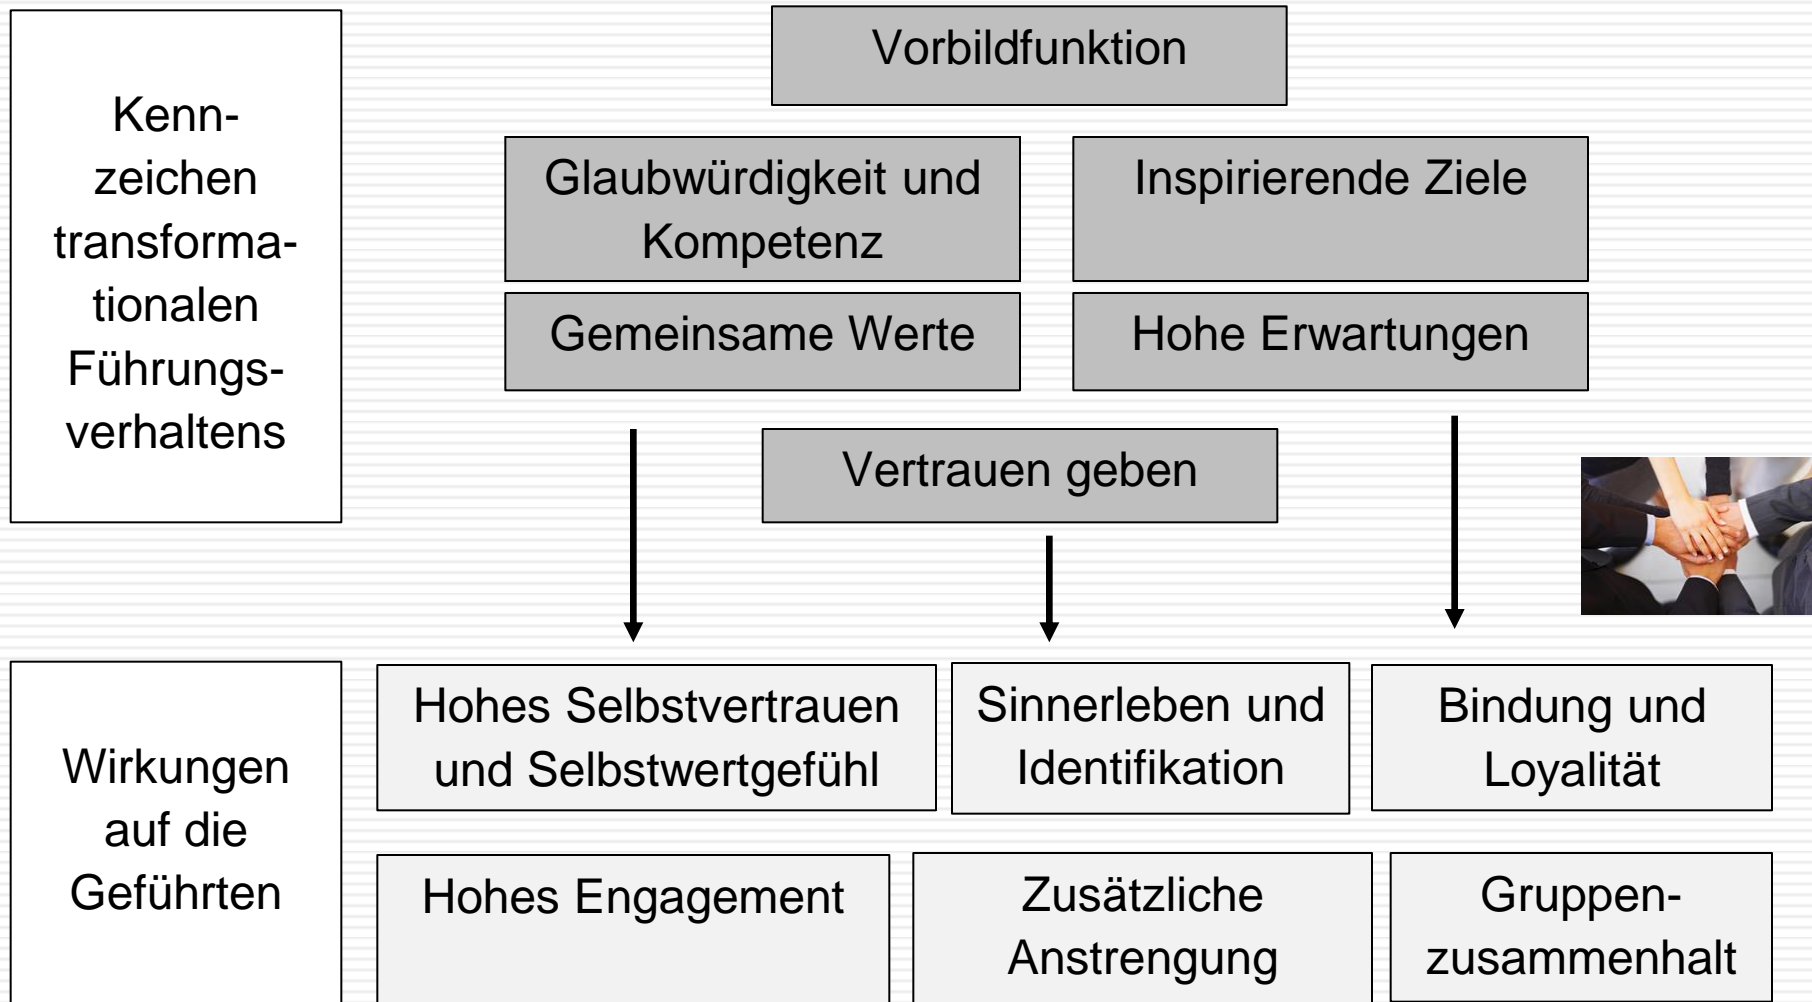 Kenn-
zeichen
transforma-
tionalen
Führungs-
verhaltens
Vorbildfunktion
Glaubwürdigkeit und
Kompetenz
Inspirierende Ziele
Gemeinsame Werte
Hohe Erwartungen
Vertrauen geben
Wirkungen
auf die
Geführten
Hohes Selbstvertrauen
und Selbstwertgefühl
Sinnerleben und
Identifikation
Bindung und
Loyalität
Hohes Engagement
Zusätzliche
Anstrengung
Gruppen-
zusammenhalt